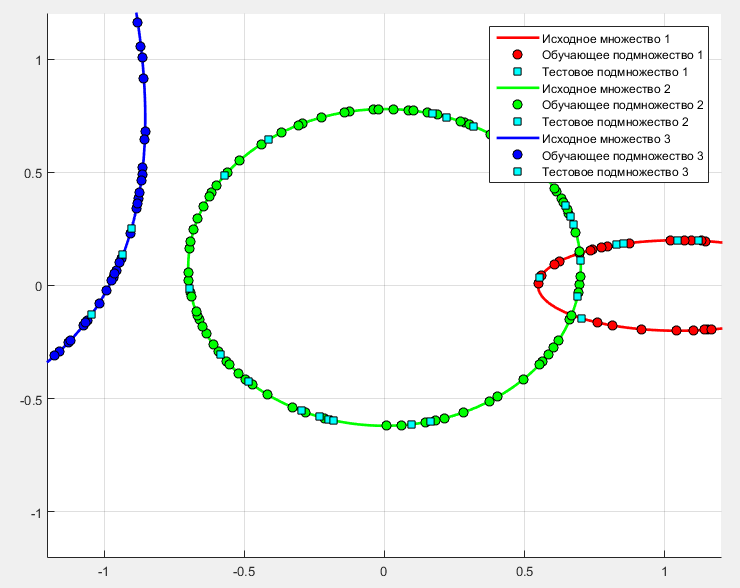 Исходное множество 1
Обучающее подмножество 1
Тестовое подмножество 1
Исходное множество 2
Обучающее подмножество 2
Тестовое подмножество 2
Исходное множество 3
Обучающее подмножество 3
Тестовое подмножество 3
1
0.5
0
-0.5
-1
-1
-0.5
0
0.5
1